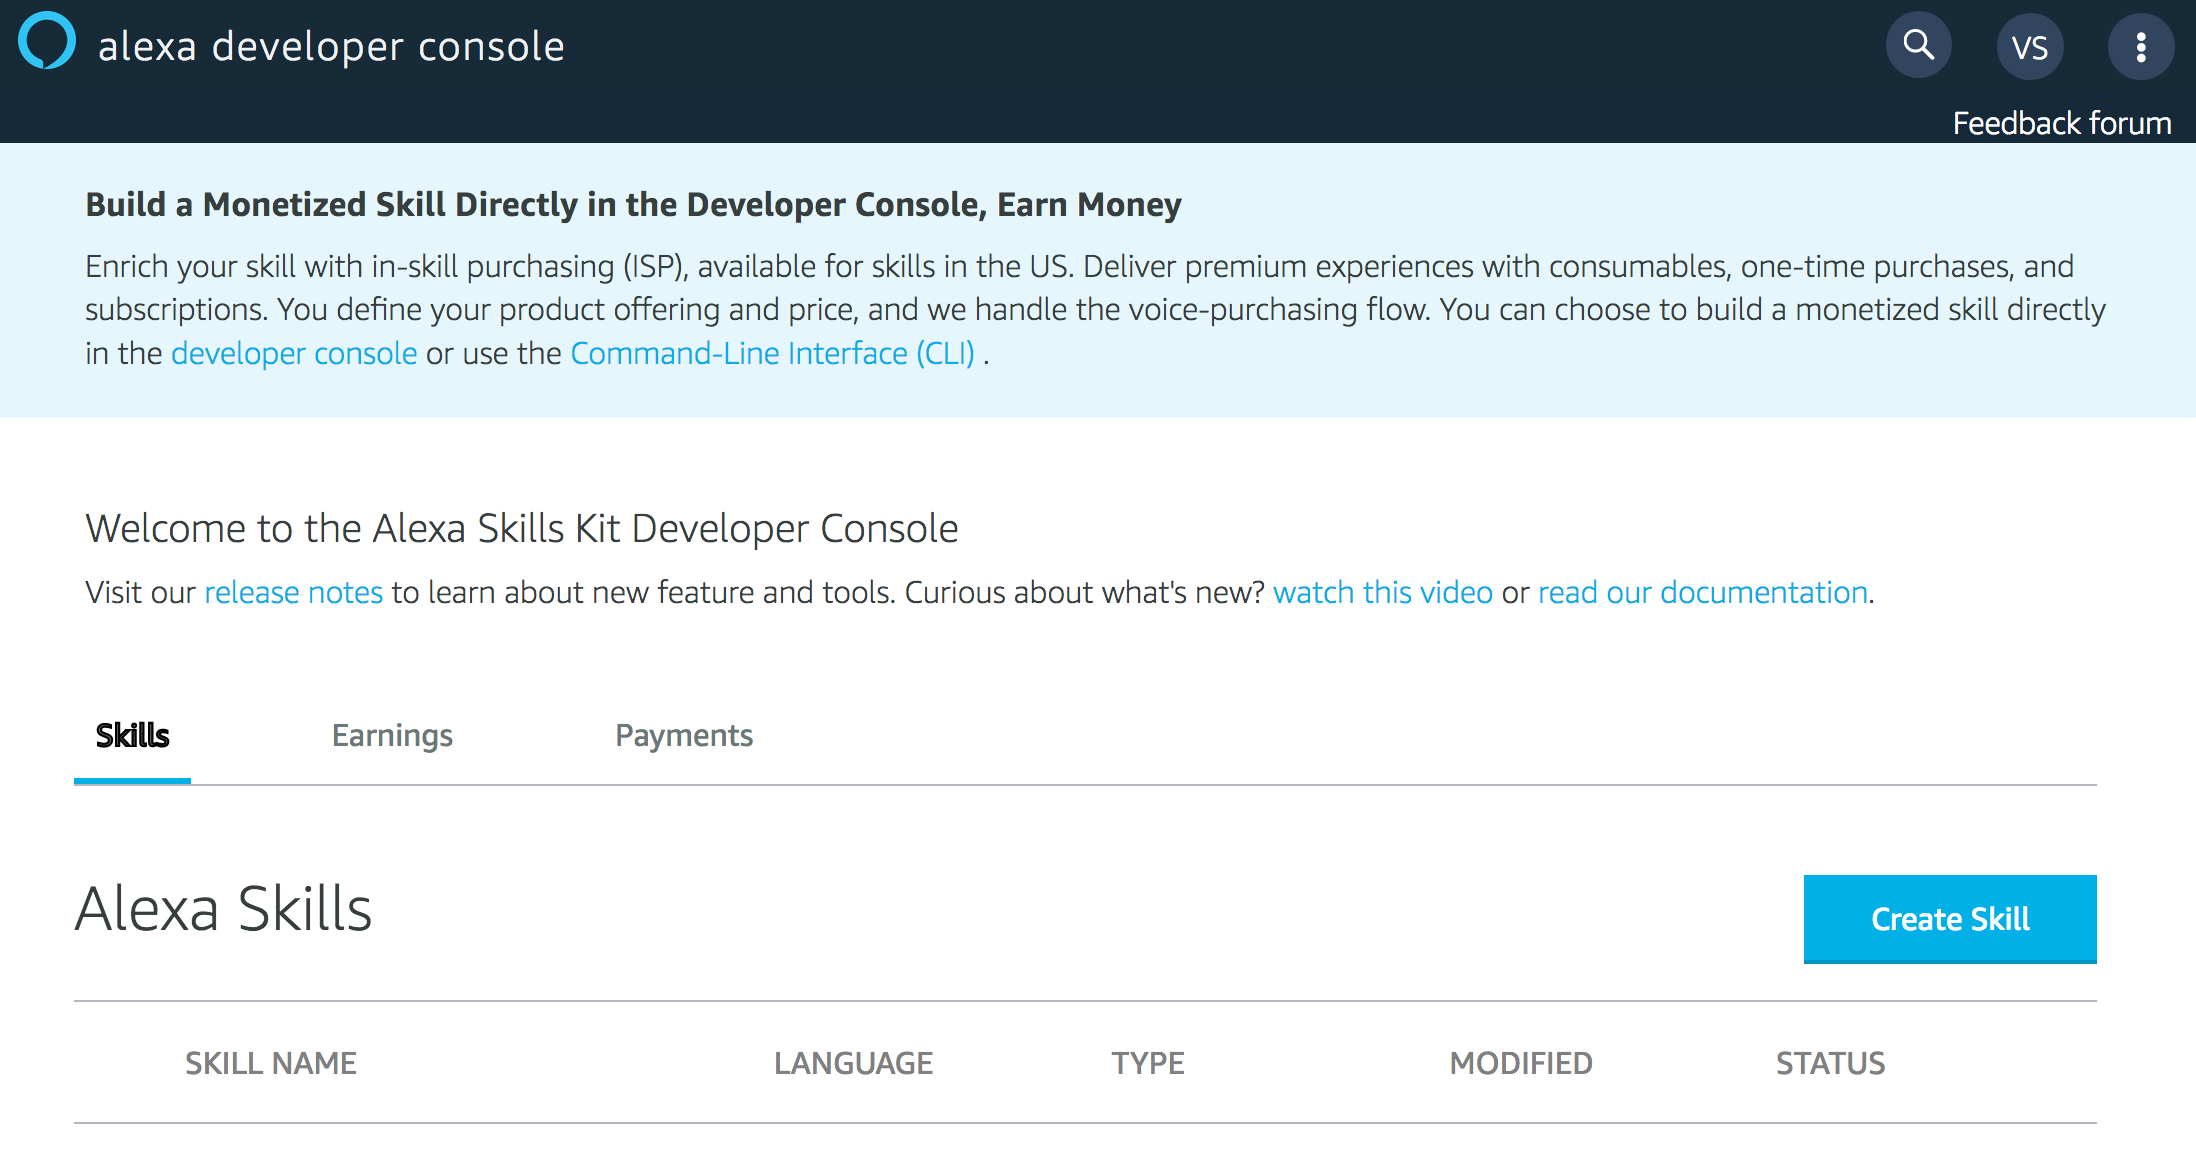 alexa developer console
VS
Feedback forum
Build a Monetized Skill Directly in the Developer Console, Earn Money
Enrich your skill with in-skill purchasing (ISP), available for skills in the US. Deliver premium experiences with consumables, one-time purchases, and
subscriptions. You define your product offering and price, and we handle the voice-purchasing flow. You can choose to build a monetized skill directly
in the developer console or use the Command-Line Interface (CLI) .
Welcome to the Alexa Skills Kit Developer Console
Visit our release notes to learn about new feature and tools. Curious about what's new? watch this video or read our documentation.
Skills Earnings Payments
Alexa Skills
Create Skill
SKILL NAME LANGUAGE TYPE MODIFIED STATUS